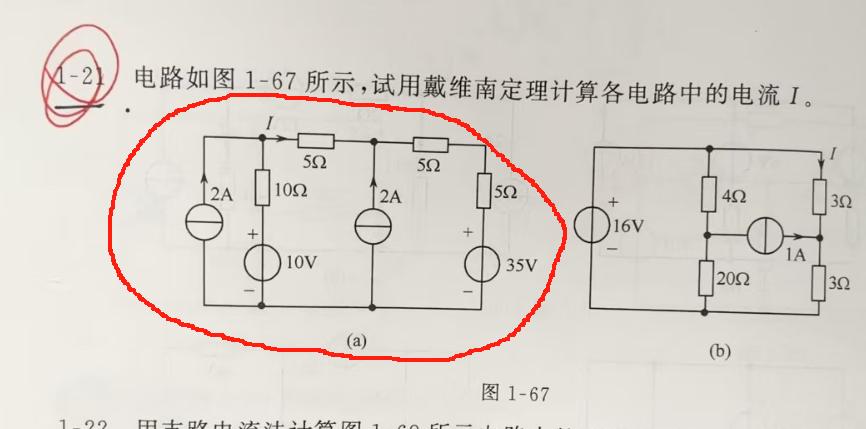 1-21 电路如图 1-67 所示,试用戴维南定理计算各电路中的电流 I。
I
5Ω
5Ω
2A
10Ω
2A
5Ω
+
10V
−
+
35V
−
(a)
I
4Ω
3Ω
+
16V
−
1A
20Ω
3Ω
(b)
图 1-67